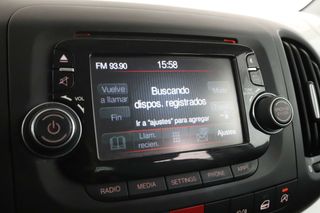 FM 93.90 15:58
Vuelve a llamar
Buscando dispos. registrados
Modo
Fin
Ir a "ajustes" para agregar
Llam. recien.
Ajustes
VOL
RADIO MEDIA SETTINGS PHONE